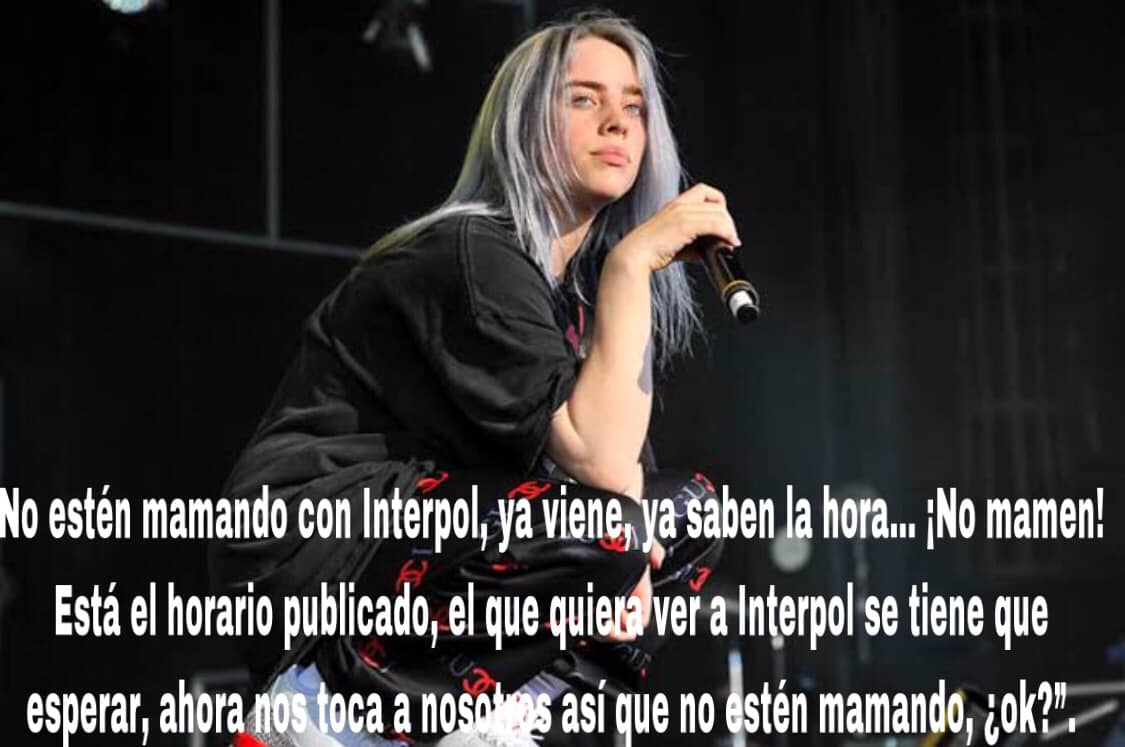 No estén mamando con Interpol, ya viene, ya saben la hora... ¡No mamen!
Está el horario publicado, el que quiera ver a Interpol se tiene que
esperar, ahora nos toca a nosotros así que no estén mamando, ¿ok?”.